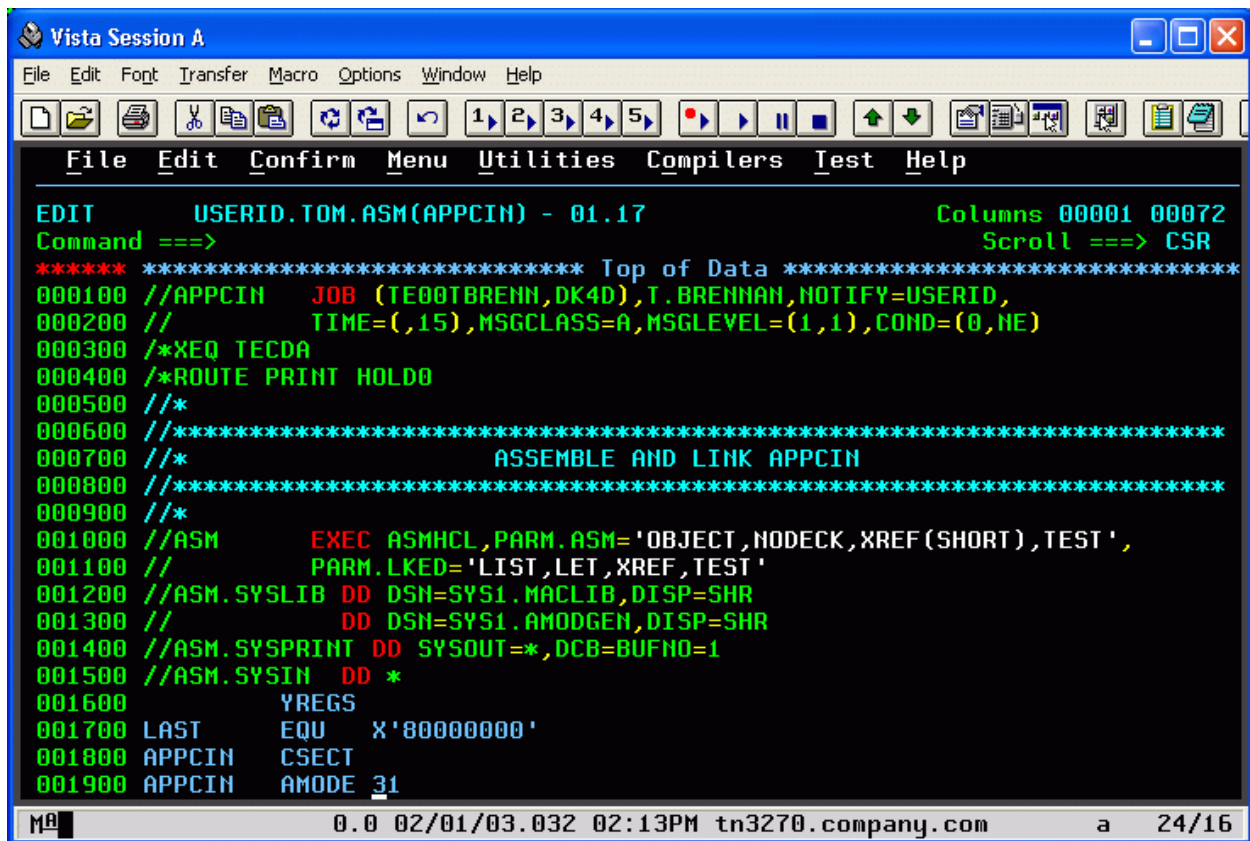 Vista Session A
File Edit Font Transfer Macro Options Window Help
1 2 3 4 5
File Edit Confirm Menu Utilities Compilers Test Help
EDIT USERID.TOM.ASM(APPCIN) - 01.17 Columns 00001 00072
Command ===> Scroll ===> CSR
****** ***************************** Top of Data ******************************
000100 //APPCIN JOB (TE00TBRENN,DK4D),T.BRENNAN,NOTIFY=USERID,
000200 // TIME=(,15),MSGCLASS=A,MSGLEVEL=(1,1),COND=(0,NE)
000300 /*XEQ TECDA
000400 /*ROUTE PRINT HOLD0
000500 //*
000600 //*********************************************************************
000700 //* ASSEMBLE AND LINK APPCIN
000800 //*********************************************************************
000900 //*
001000 //ASM EXEC ASMHCL,PARM.ASM='OBJECT,NODECK,XREF(SHORT),TEST',
001100 // PARM.LKED='LIST,LET,XREF,TEST'
001200 //ASM.SYSLIB DD DSN=SYS1.MACLIB,DISP=SHR
001300 // DD DSN=SYS1.AMODGEN,DISP=SHR
001400 //ASM.SYSPRINT DD SYSOUT=*,DCB=BUFNO=1
001500 //ASM.SYSIN DD *
001600 YREGS
001700 LAST EQU X'80000000'
001800 APPCIN CSECT
001900 APPCIN AMODE 31
MA 0.0 02/01/03.032 02:13PM tn3270.company.com a 24/16